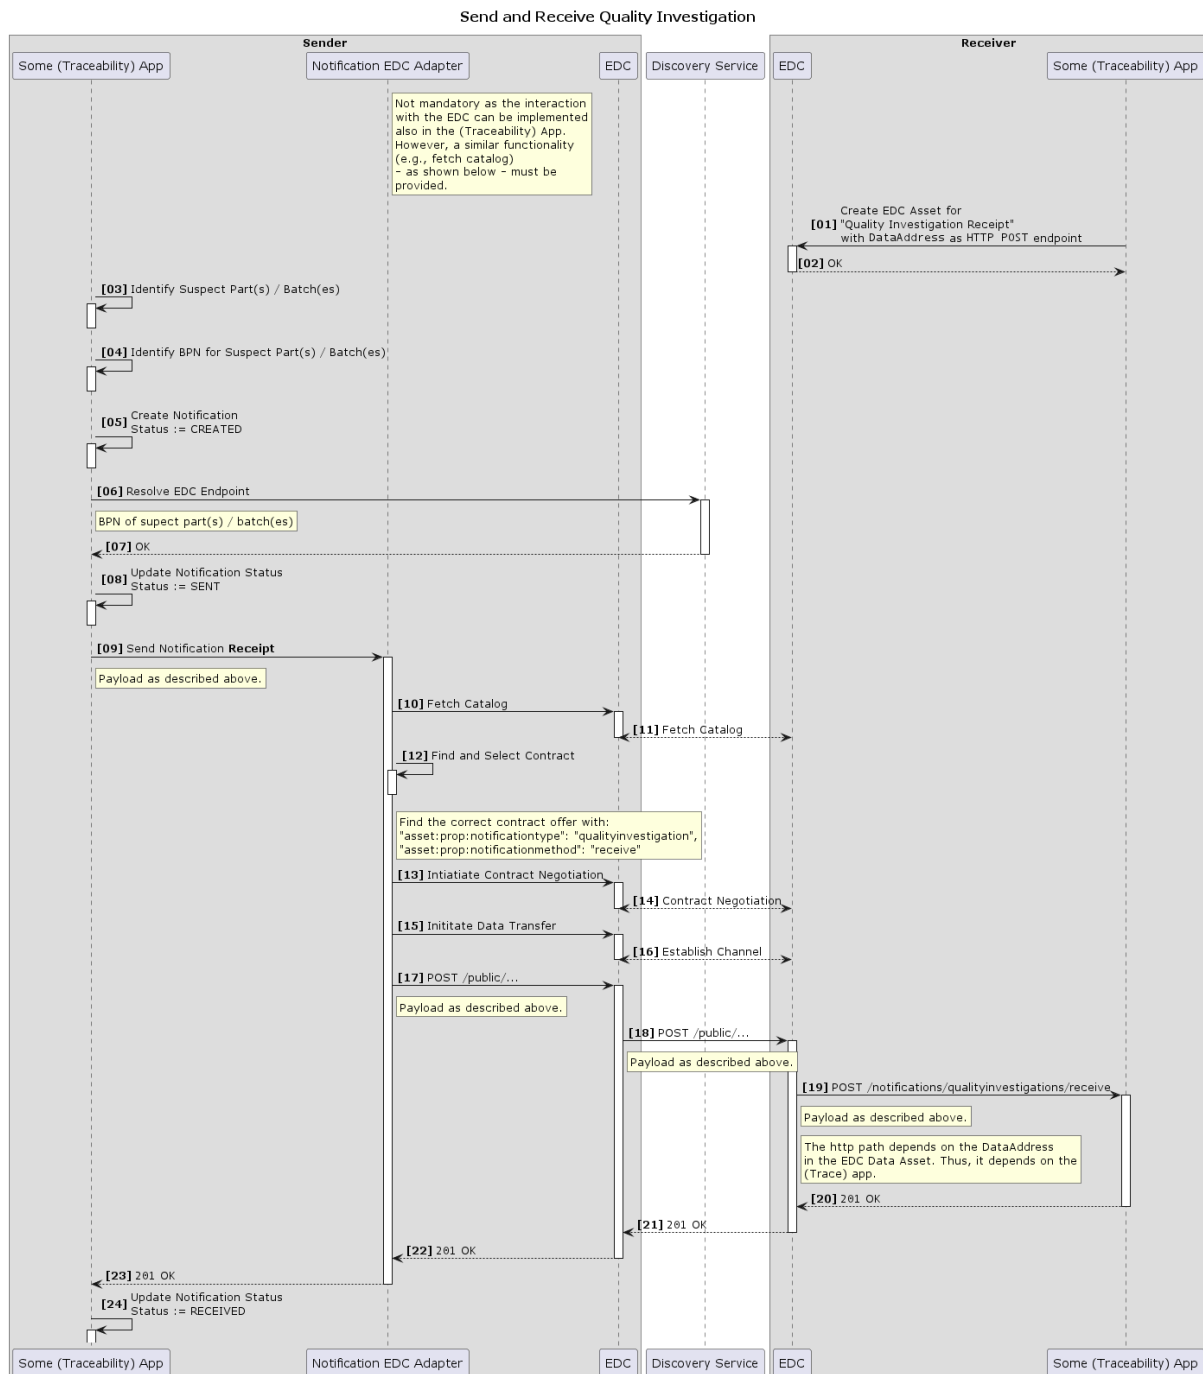 Send and Receive Quality Investigation
Sender
Receiver
Some (Traceability) App
Notification EDC Adapter
EDC
Discovery Service
EDC
Some (Traceability) App
Not mandatory as the interaction
with the EDC can be implemented
also in the (Traceability) App.
However, a similar functionality
(e.g., fetch catalog)
- as shown below - must be
provided.
Create EDC Asset for
[01] "Quality Investigation Receipt"
with DataAddress as HTTP POST endpoint
[02] OK
[03] Identify Suspect Part(s) / Batch(es)
[04] Identify BPN for Suspect Part(s) / Batch(es)
[05] Create Notification
Status := CREATED
[06] Resolve EDC Endpoint
BPN of supect part(s) / batch(es)
[07] OK
[08] Update Notification Status
Status := SENT
[09] Send Notification Receipt
Payload as described above.
[10] Fetch Catalog
[11] Fetch Catalog
[12] Find and Select Contract
Find the correct contract offer with:
"asset:prop:notificationtype": "qualityinvestigation",
"asset:prop:notificationmethod": "receive"
[13] Intiatiate Contract Negotiation
[14] Contract Negotiation
[15] Inititate Data Transfer
[16] Establish Channel
[17] POST /public/...
Payload as described above.
[18] POST /public/...
Payload as described above.
[19] POST /notifications/qualityinvestigations/receive
Payload as described above.
The http path depends on the DataAddress
in the EDC Data Asset. Thus, it depends on the
(Trace) app.
[20] 201 OK
[21] 201 OK
[22] 201 OK
[23] 201 OK
[24] Update Notification Status
Status := RECEIVED
Some (Traceability) App
Notification EDC Adapter
EDC
Discovery Service
EDC
Some (Traceability) App